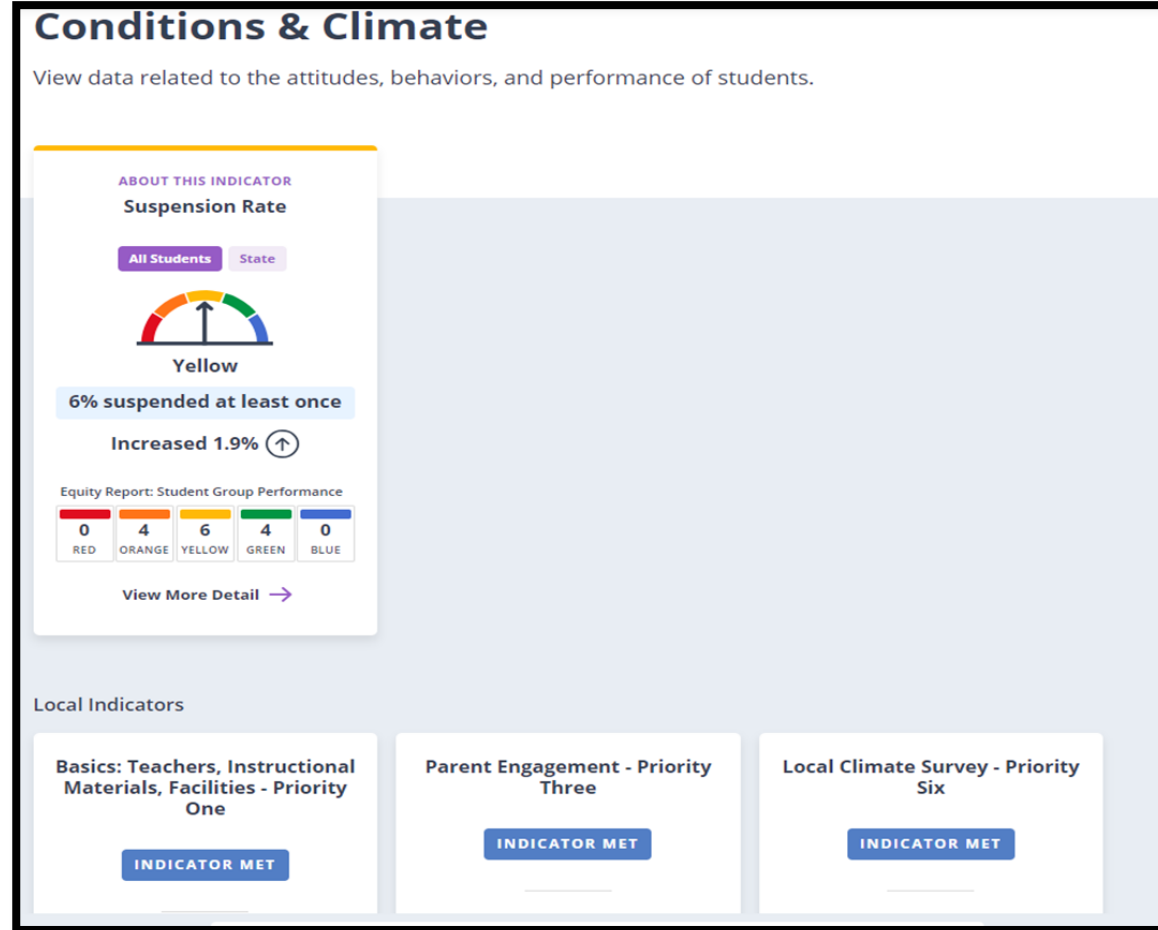 Conditions & Climate
View data related to the attitudes, behaviors, and performance of students.
ABOUT THIS INDICATOR
Suspension Rate
All Students State
Yellow
6% suspended at least once
Increased 1.9%
Equity Report: Student Group Performance
0 4 6 4 0
RED ORANGE YELLOW GREEN BLUE
View More Detail
Local Indicators
Basics: Teachers, Instructional
Materials, Facilities - Priority
One
INDICATOR MET
Parent Engagement - Priority
Three
INDICATOR MET
Local Climate Survey - Priority
Six
INDICATOR MET